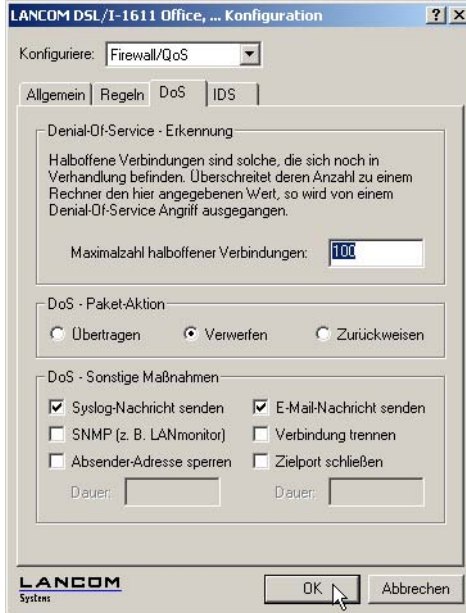 LANCOM DSL/I-1611 Office, ... Konfiguration
Konfiguriere: Firewall/QoS
Allgemein Regeln DoS IDS
Denial-Of-Service - Erkennung
Halboffene Verbindungen sind solche, die sich noch in
Verhandlung befinden. Überschreitet deren Anzahl zu einem
Rechner den hier angegebenen Wert, so wird von einem
Denial-Of-Service Angriff ausgegangen.
Maximalzahl halboffener Verbindungen: 100
DoS - Paket-Aktion
Übertragen Verwerfen Zurückweisen
DoS - Sonstige Maßnahmen
Syslog-Nachricht senden E-Mail-Nachricht senden
SNMP (z. B. LANmonitor) Verbindung trennen
Absender-Adresse sperren Zielport schließen
Dauer: Dauer:
LANCOM
Systems
OK Abbrechen